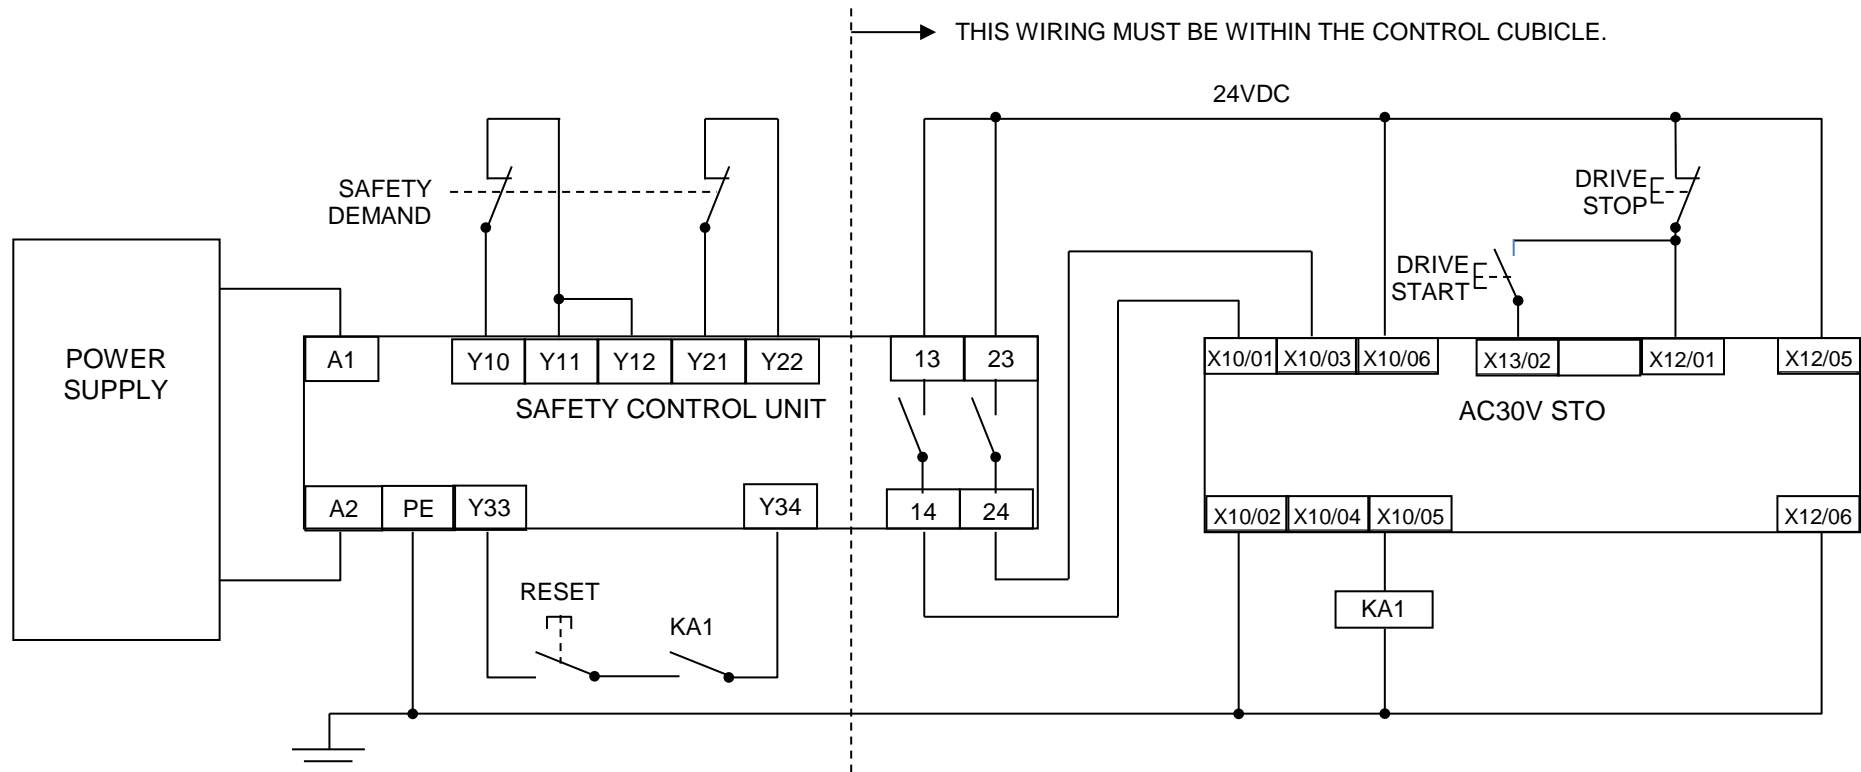 THIS WIRING MUST BE WITHIN THE CONTROL CUBICLE.
24VDC
SAFETY
DEMAND
DRIVE
STOP
DRIVE
START
POWER
SUPPLY
A1
Y10
Y11
Y12
Y21
Y22
13
23
X10/01
X10/03
X10/06
X13/02
X12/01
X12/05
SAFETY CONTROL UNIT
AC30V STO
A2
PE
Y33
Y34
14
24
X10/02
X10/04
X10/05
X12/06
RESET
KA1
KA1